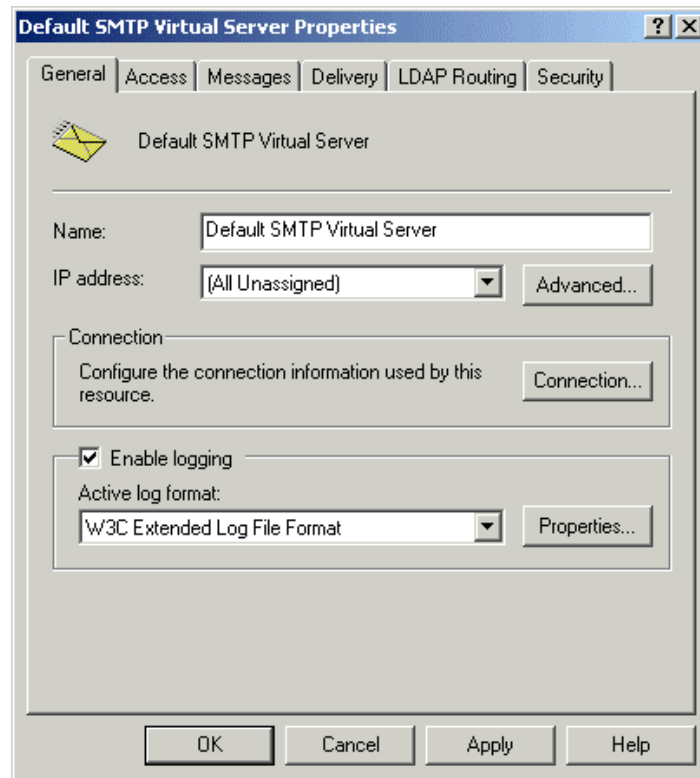 Default SMTP Virtual Server Properties
General Access Messages Delivery LDAP Routing Security
Default SMTP Virtual Server
Name: Default SMTP Virtual Server
IP address: (All Unassigned) Advanced...
Connection
Configure the connection information used by this
resource.
Connection...
Enable logging
Active log format:
W3C Extended Log File Format Properties...
OK Cancel Apply Help